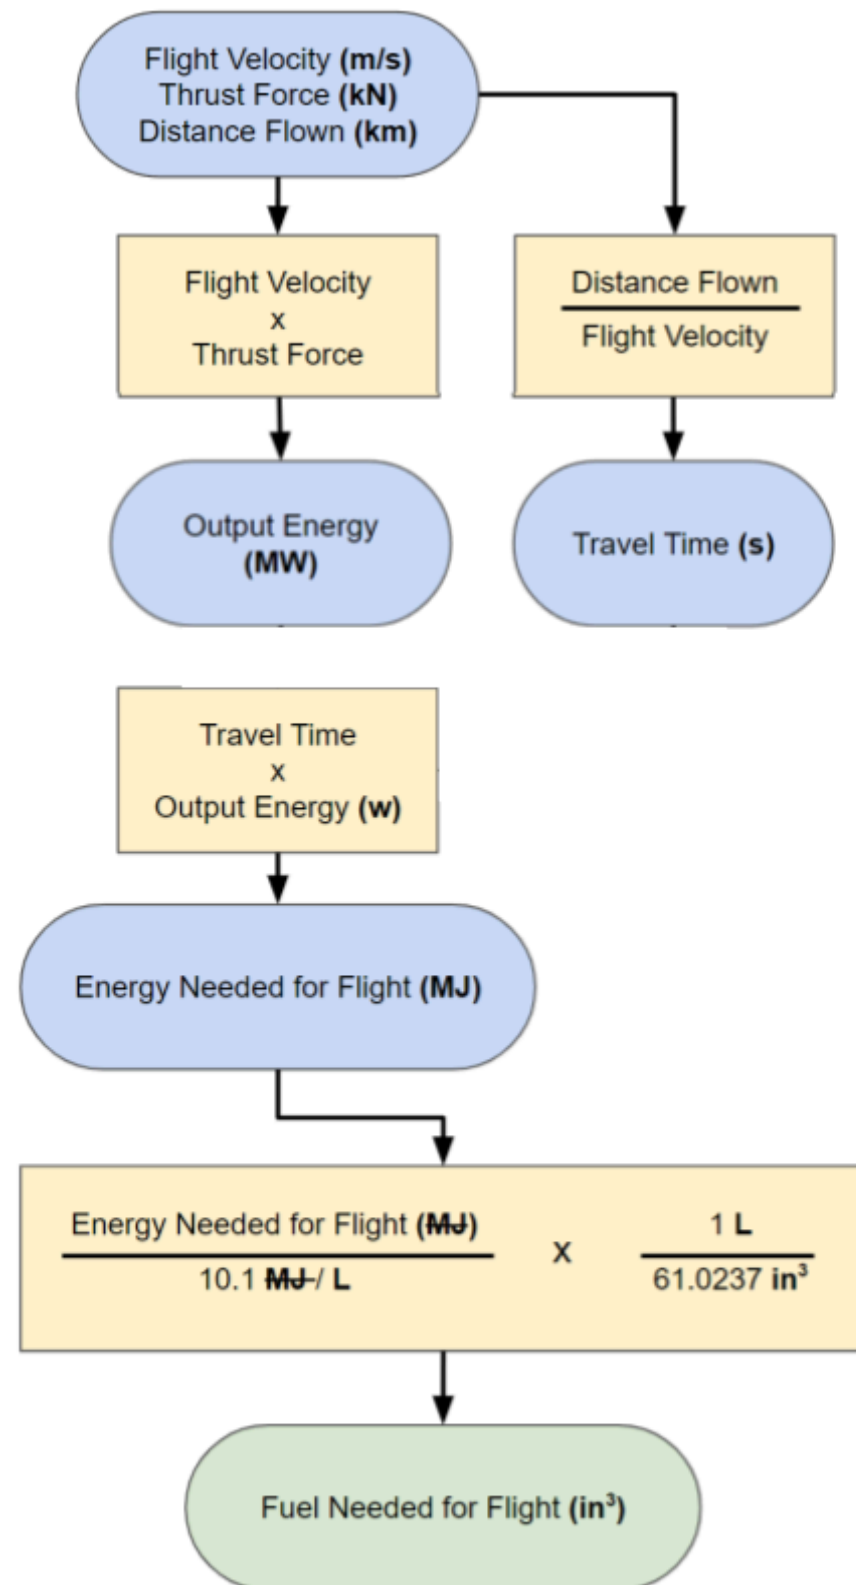 Flight Velocity (m/s)
Thrust Force (kN)
Distance Flown (km)
Flight Velocity
x
Thrust Force
Distance Flown
Flight Velocity
Output Energy
(MW)
Travel Time (s)
Travel Time
x
Output Energy (w)
Energy Needed for Flight (MJ)
Energy Needed for Flight (MJ)
10.1 MJ / L
x
1 L
61.0237 in³
Fuel Needed for Flight (in³)